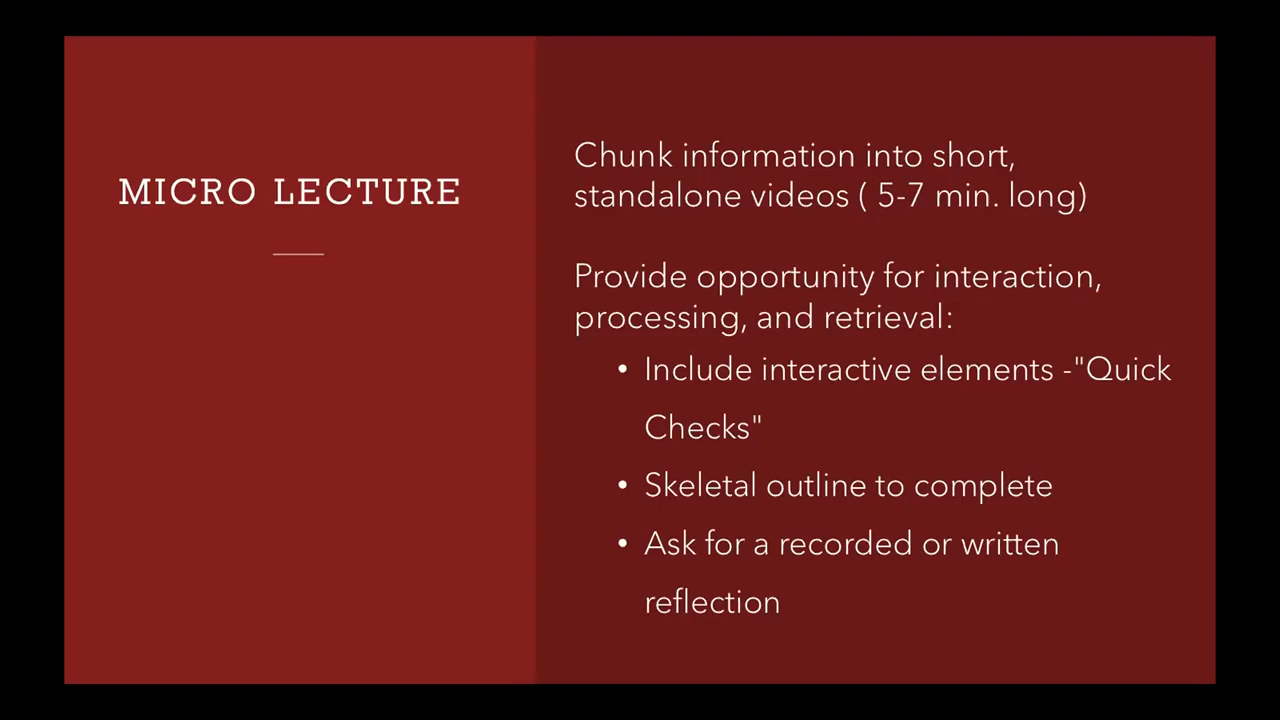 MICRO LECTURE
Chunk information into short,
standalone videos ( 5-7 min. long)
Provide opportunity for interaction,
processing, and retrieval:
• Include interactive elements -"Quick
Checks"
• Skeletal outline to complete
• Ask for a recorded or written
reflection